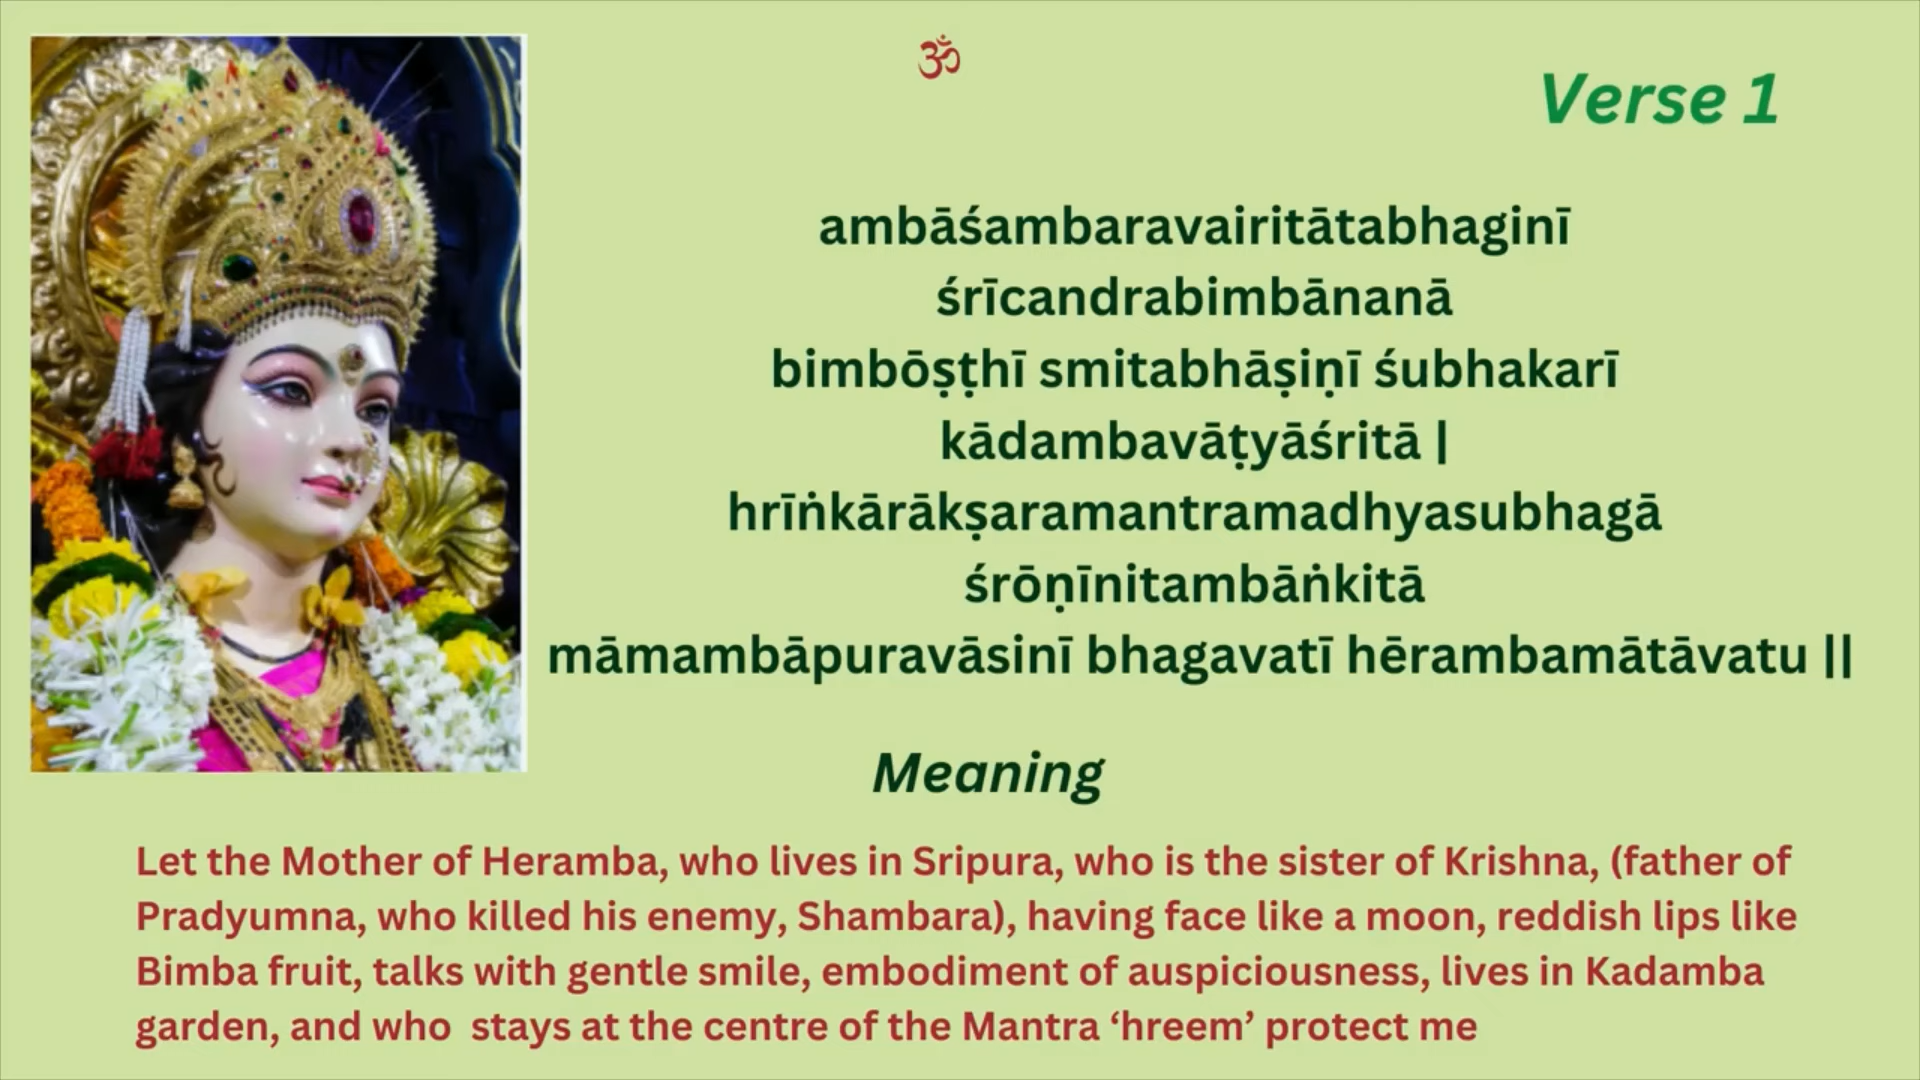 ॐ
Verse 1
ambāśambaravairitātabhaginī
śrīcandrabimbānanā
bimbōṣṭhī smitabhāṣiṇī śubhakarī
kādambavāṭyāśritā |
hrīṅkārākṣaramantramadhyasubhagā
śrōṇīnitambāṅkitā
māmambāpuravāsinī bhagavatī hērambamātāvatu ||
Meaning
Let the Mother of Heramba, who lives in Sripura, who is the sister of Krishna, (father of
Pradyumna, who killed his enemy, Shambara), having face like a moon, reddish lips like
Bimba fruit, talks with gentle smile, embodiment of auspiciousness, lives in Kadamba
garden, and who  stays at the centre of the Mantra ‘hreem’ protect me